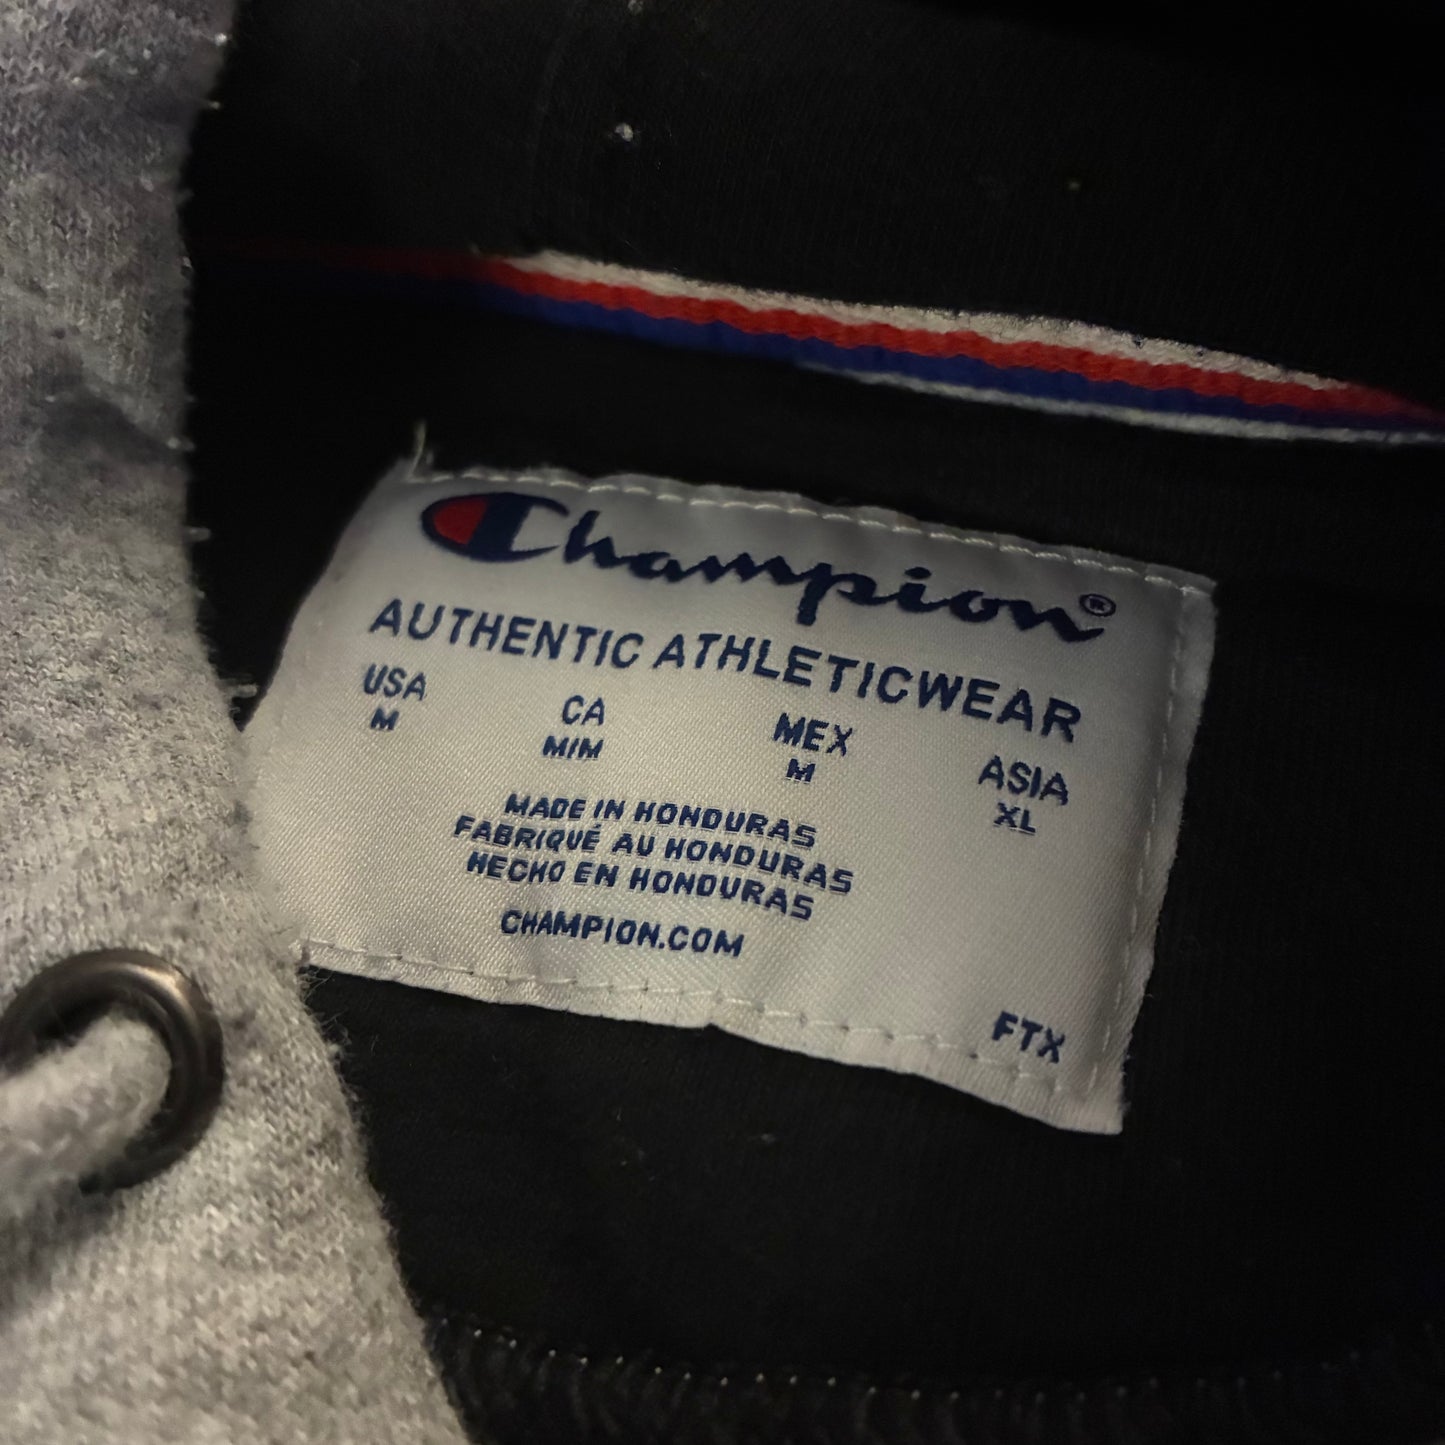 Champion®
AUTHENTIC ATHLETICWEAR
USA CA MEX ASIA
M M/M M XL
MADE IN HONDURAS
FABRIQUÉ AU HONDURAS
HECHO EN HONDURAS
CHAMPION.COM
FTX